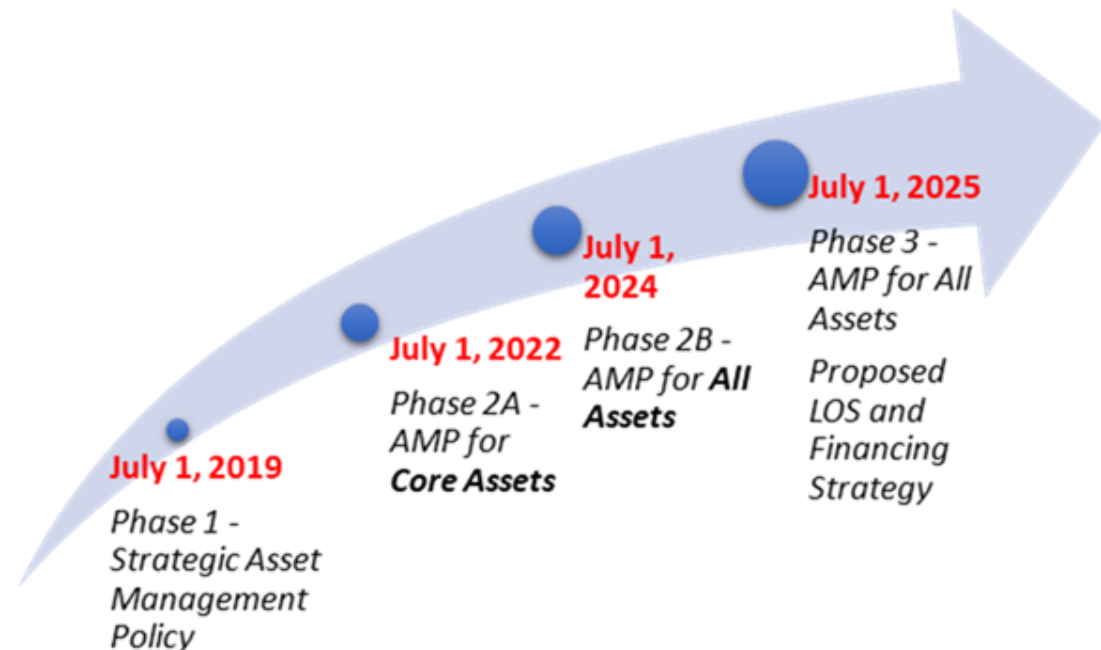 July 1, 2019
Phase 1 -
Strategic Asset
Management
Policy
July 1, 2022
Phase 2A -
AMP for
Core Assets
July 1,
2024
Phase 2B -
AMP for All
Assets
July 1, 2025
Phase 3 -
AMP for All
Assets
Proposed
LOS and
Financing
Strategy